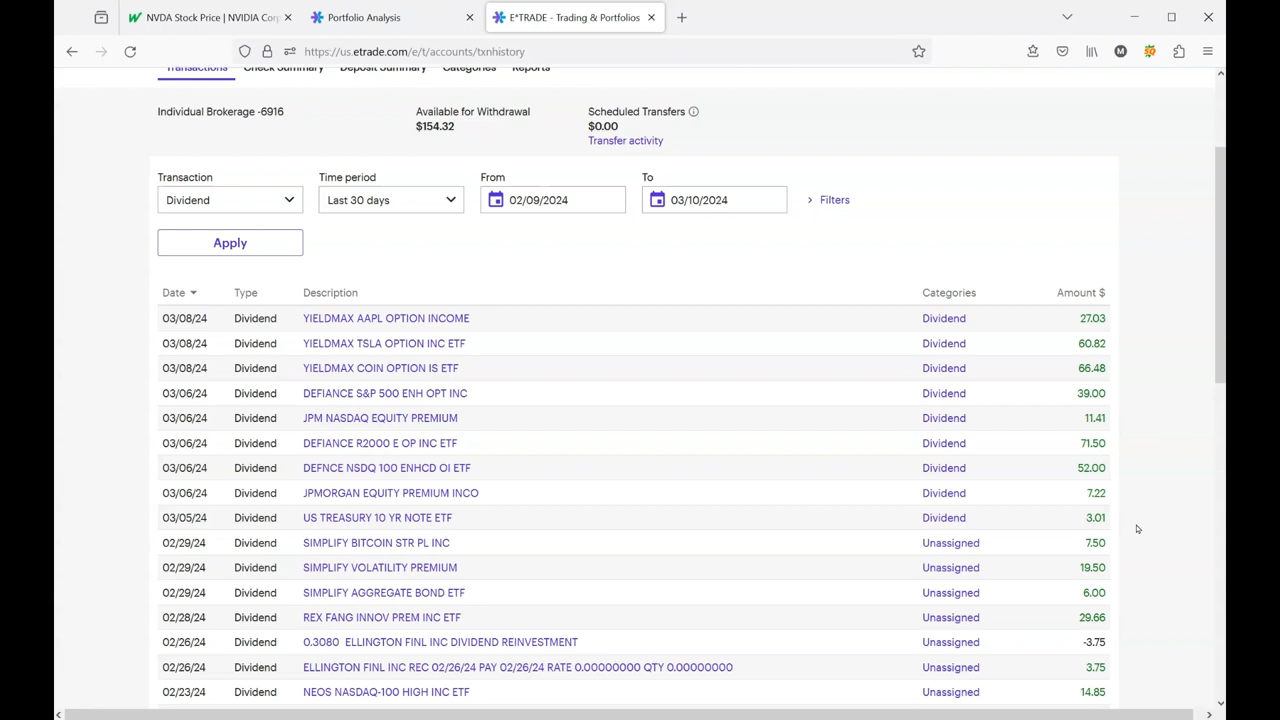 NVDA Stock Price | NVIDIA Corp
Portfolio Analysis
E*TRADE - Trading & Portfolios
https://us.etrade.com/e/t/accounts/txnhistory
M
Transactions Check Summary Deposit Summary Categories Reports
Individual Brokerage -6916 Available for Withdrawal Scheduled Transfers
$154.32 $0.00
Transfer activity
Transaction Time period From To
Dividend Last 30 days 02/09/2024 03/10/2024 Filters
Apply
Date Type Description Categories Amount $
03/08/24 Dividend YIELDMAX AAPL OPTION INCOME Dividend 27.03
03/08/24 Dividend YIELDMAX TSLA OPTION INC ETF Dividend 60.82
03/08/24 Dividend YIELDMAX COIN OPTION IS ETF Dividend 66.48
03/06/24 Dividend DEFIANCE S&P 500 ENH OPT INC Dividend 39.00
03/06/24 Dividend JPM NASDAQ EQUITY PREMIUM Dividend 11.41
03/06/24 Dividend DEFIANCE R2000 E OP INC ETF Dividend 71.50
03/06/24 Dividend DEFNCE NSDQ 100 ENHCD OI ETF Dividend 52.00
03/06/24 Dividend JPMORGAN EQUITY PREMIUM INCO Dividend 7.22
03/05/24 Dividend US TREASURY 10 YR NOTE ETF Dividend 3.01
02/29/24 Dividend SIMPLIFY BITCOIN STR PL INC Unassigned 7.50
02/29/24 Dividend SIMPLIFY VOLATILITY PREMIUM Unassigned 19.50
02/29/24 Dividend SIMPLIFY AGGREGATE BOND ETF Unassigned 6.00
02/28/24 Dividend REX FANG INNOV PREM INC ETF Unassigned 29.66
02/26/24 Dividend 0.3080 ELLINGTON FINL INC DIVIDEND REINVESTMENT Unassigned -3.75
02/26/24 Dividend ELLINGTON FINL INC REC 02/26/24 PAY 02/26/24 RATE 0.00000000 QTY 0.00000000 Unassigned 3.75
02/23/24 Dividend NEOS NASDAQ-100 HIGH INC ETF Unassigned 14.85